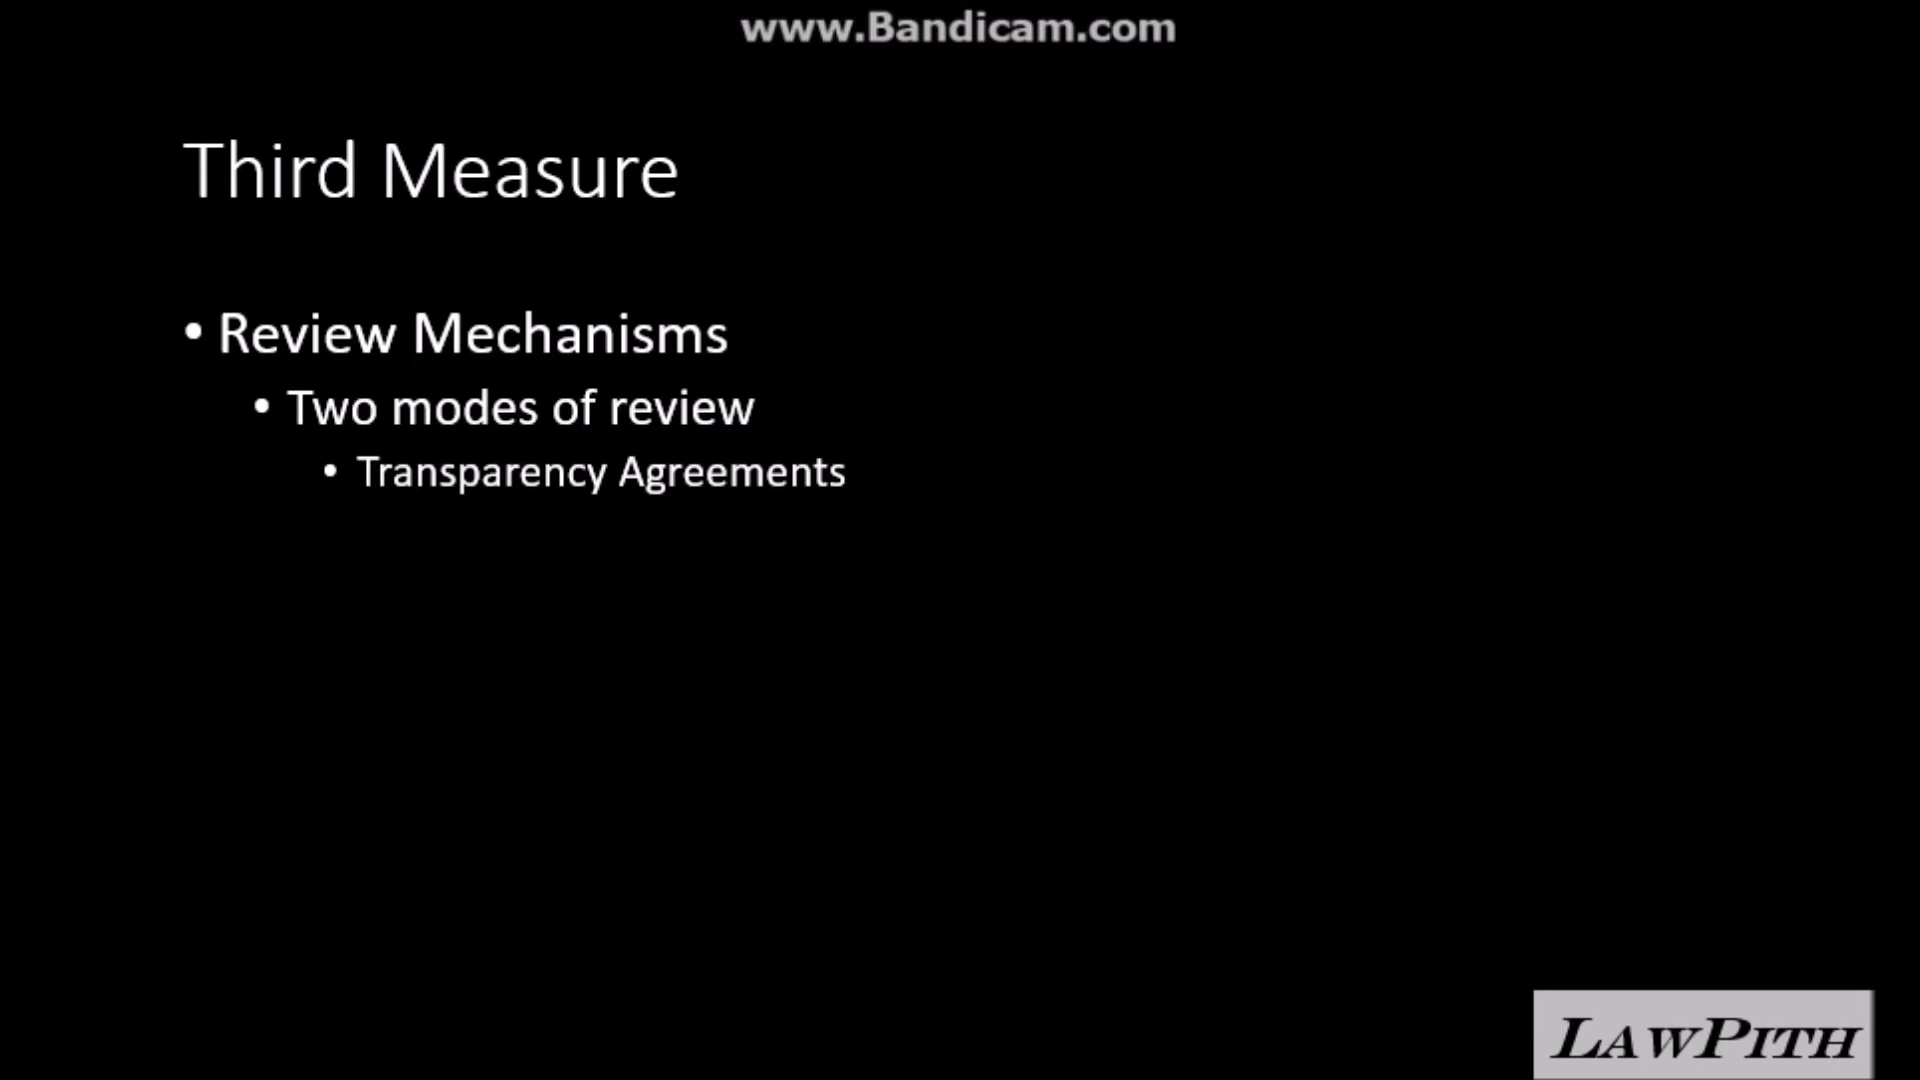 www.Bandicam.com
Third Measure
• Review Mechanisms
• Two modes of review
• Transparency Agreements
LAWPITH